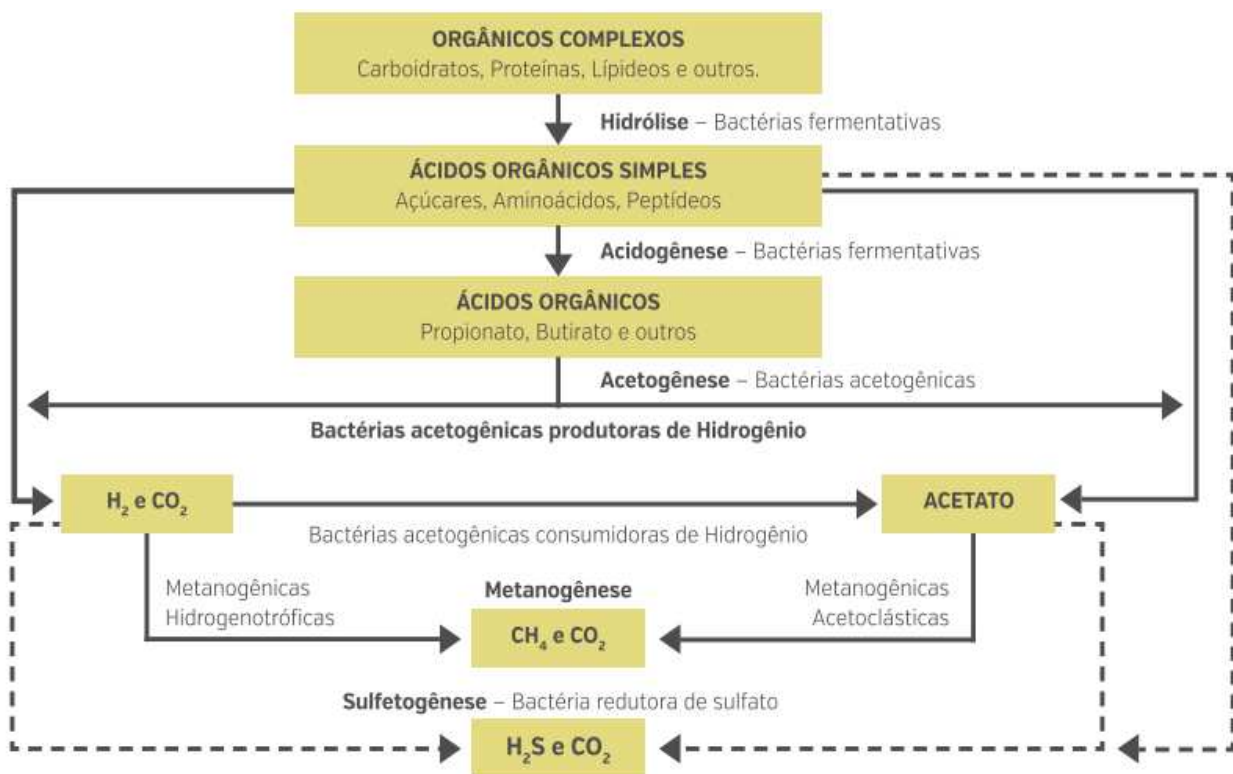 ORGÂNICOS COMPLEXOS
Carboidratos, Proteínas, Lípideos e outros.
Hidrólise – Bactérias fermentativas
ÁCIDOS ORGÂNICOS SIMPLES
Açúcares, Aminoácidos, Peptídeos
Acidogênese – Bactérias fermentativas
ÁCIDOS ORGÂNICOS
Propionato, Butirato e outros
Acetogênese – Bactérias acetogênicas
Bactérias acetogênicas produtoras de Hidrogênio
H₂ e CO₂
ACETATO
Bactérias acetogênicas consumidoras de Hidrogênio
Metanogênicas
Hidrogenotróficas
Metanogênese
Metanogênicas
Acetoclásticas
CH₄ e CO₂
Sulfetogênese – Bactéria redutora de sulfato
H₂S e CO₂